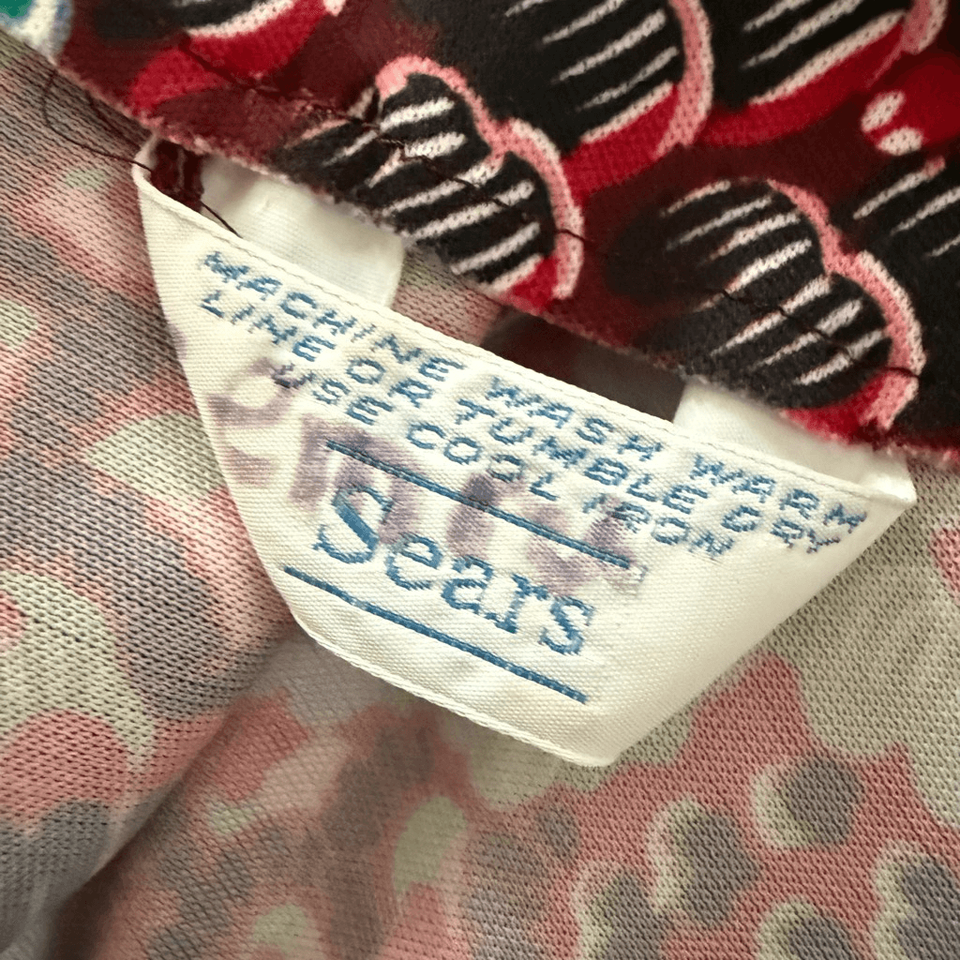 MACHINE WASH WARM
LINE OR TUMBLE DRY
USE COOL IRON
Sears